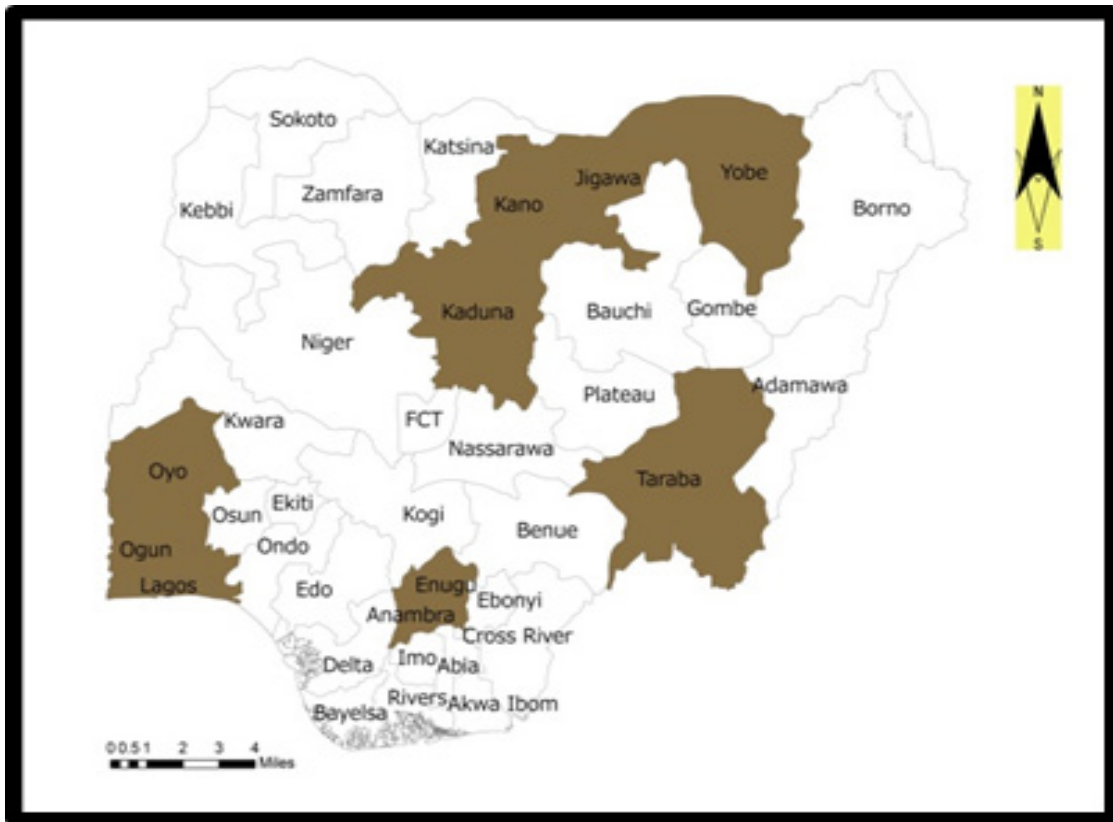 N
Sokoto
Katsina
Jigawa
Yobe
Zamfara
Kano
Kebbi
Borno
S
Kaduna
Bauchi
Gombe
Niger
Adamawa
Plateau
Kwara
FCT
Nassarawa
Oyo
Taraba
Ekiti
Osun
Kogi
Benue
Ogun
Ondo
Lagos
Edo
Enugu
Ebonyi
Anambra
Cross River
Imo
Abia
Delta
Rivers
Akwa Ibom
Bayelsa
0 0.5 1 2 3 4
Miles